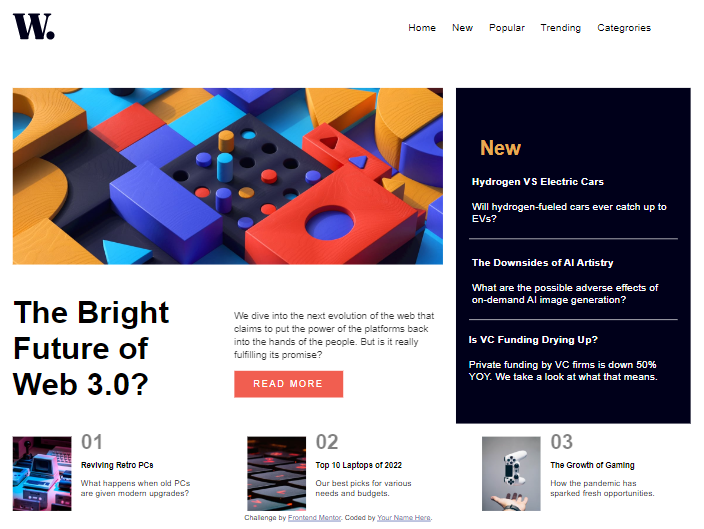 W.
Home New Popular Trending Categrories
New
Hydrogen VS Electric Cars
Will hydrogen-fueled cars ever catch up to
EVs?
The Downsides of AI Artistry
What are the possible adverse effects of
on-demand AI image generation?
Is VC Funding Drying Up?
Private funding by VC firms is down 50%
YOY. We take a look at what that means.
The Bright
Future of
Web 3.0?
We dive into the next evolution of the web that
claims to put the power of the platforms back
into the hands of the people. But is it really
fulfilling its promise?
READ MORE
01
Reviving Retro PCs
What happens when old PCs
are given modern upgrades?
02
Top 10 Laptops of 2022
Our best picks for various
needs and budgets.
03
The Growth of Gaming
How the pandemic has
sparked fresh opportunities.
Challenge by Frontend Mentor. Coded by Your Name Here.